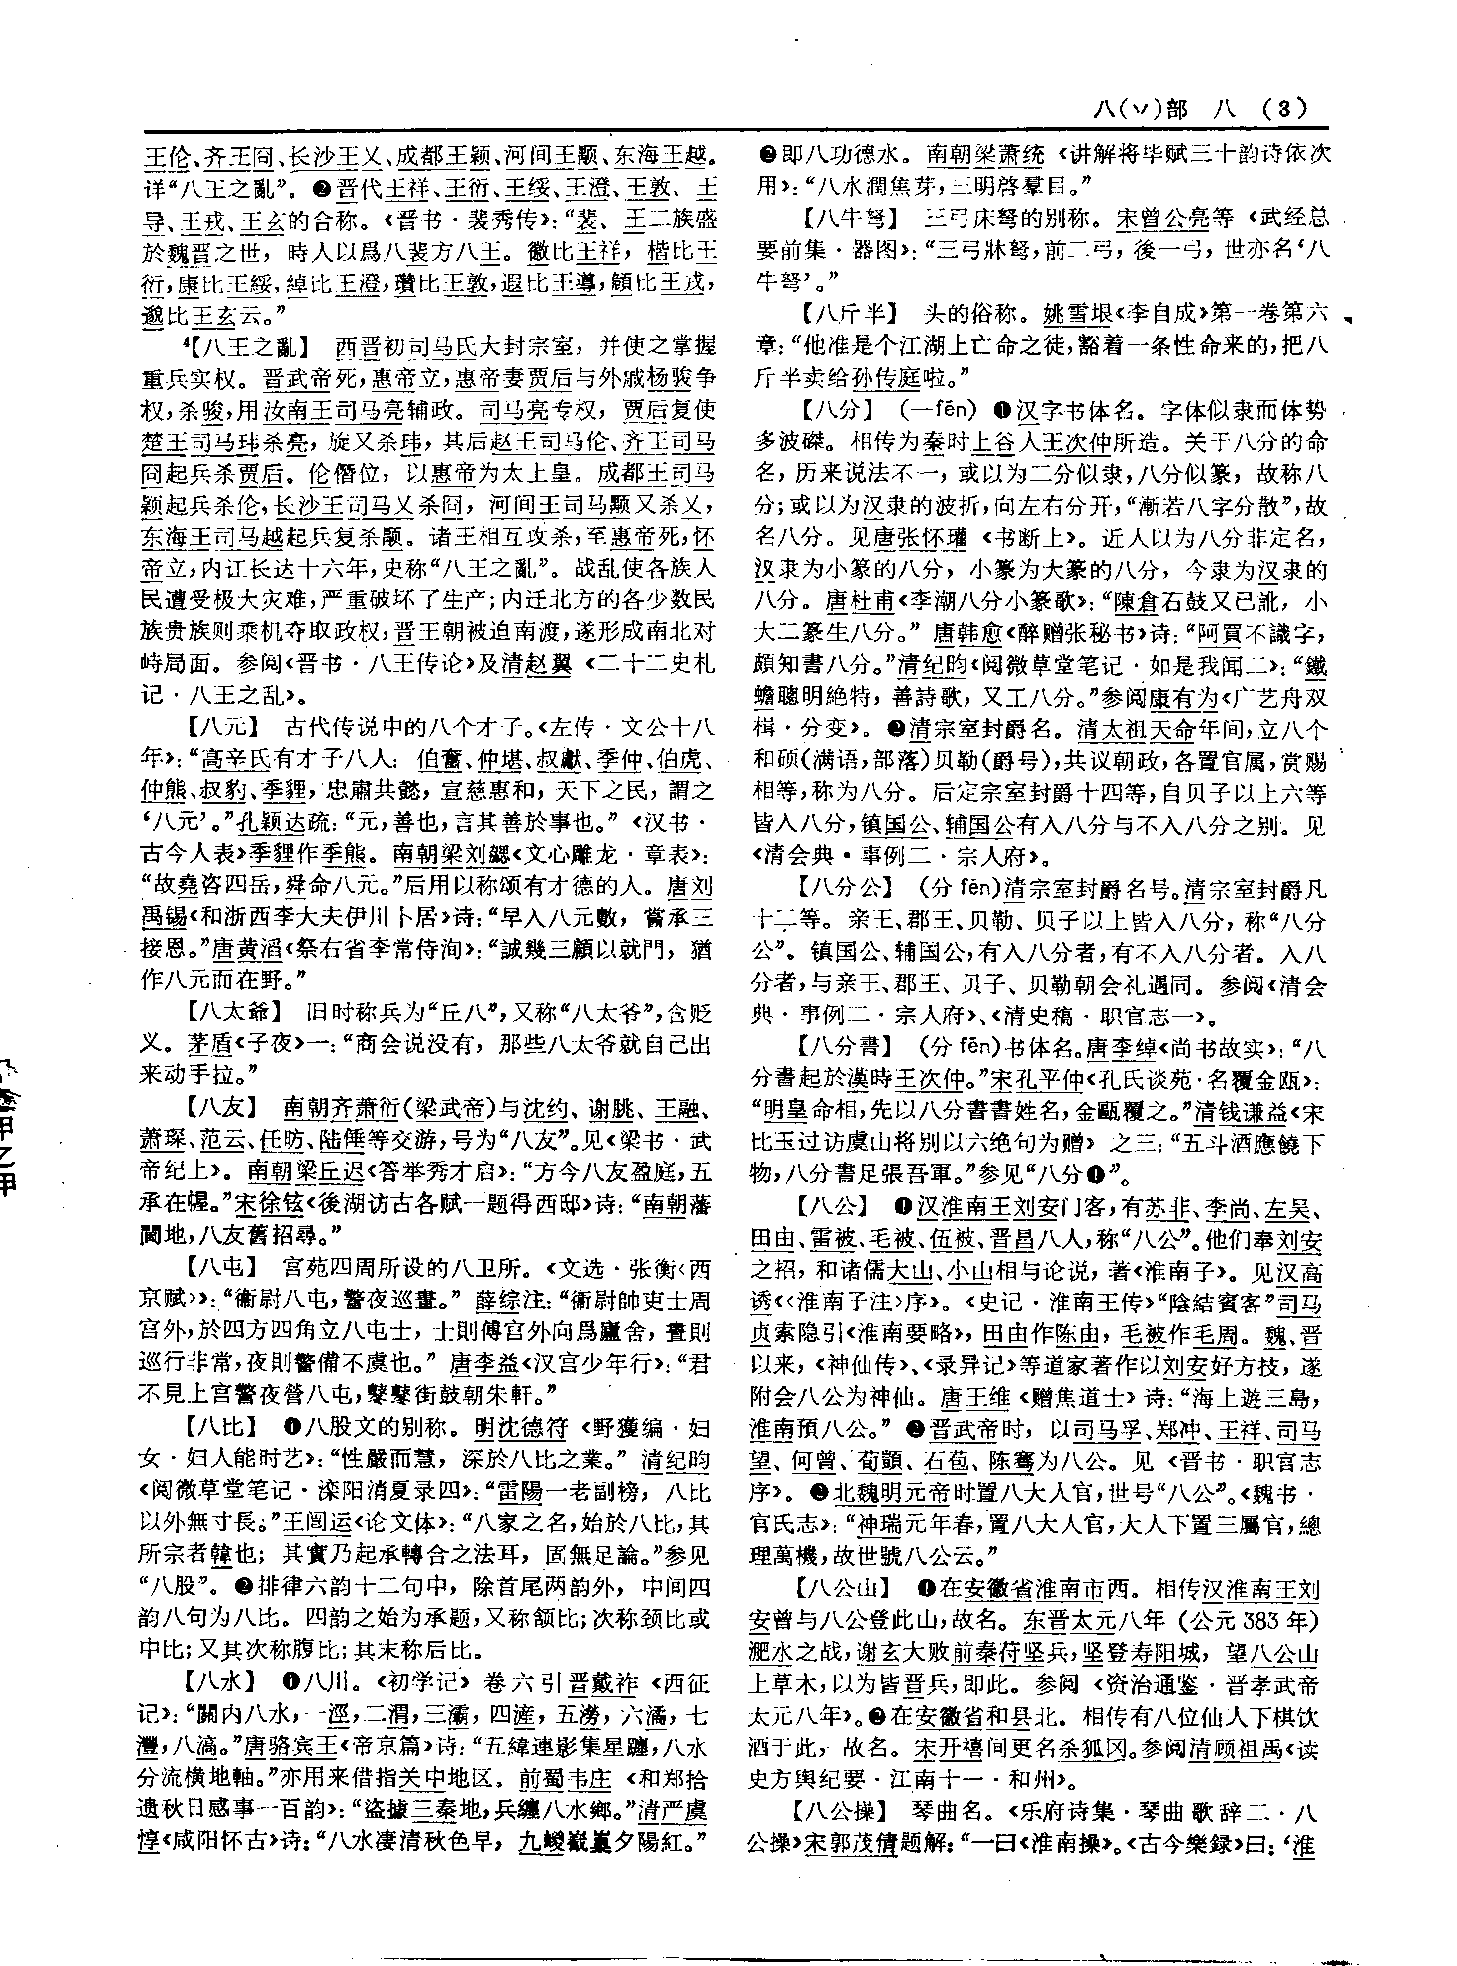 八(丷)部 八 (3)
王伦、齐王冏、长沙王乂、成都王颖、河间王颙、东海王越。
详“八王之亂”。❷晋代王祥、王衍、王绥、王澄、王敦、王
导、王戎、王玄的合称。《晋书·裴秀传》：“裴、王二族盛
於魏晋之世，時人以爲八裴方八王。徽比王祥，楷比王
衍，康比王綏，綽比王澄，瓚比王敦，遐比王導，頠比王戎，
邈比王玄云。”
【八王之亂】 西晋初司马氏大封宗室，并使之掌握
重兵实权。晋武帝死，惠帝立，惠帝妻贾后与外戚杨骏争
权，杀骏，用汝南王司马亮辅政。司马亮专权，贾后复使
楚王司马玮杀亮，旋又杀玮，其后赵王司马伦、齐王司马
冏起兵杀贾后。伦僭位，以惠帝为太上皇。成都王司马
颖起兵杀伦，长沙王司马乂杀冏，河间王司马颙又杀乂，
东海王司马越起兵复杀颙。诸王相互攻杀，至惠帝死，怀
帝立，内讧长达十六年，史称“八王之亂”。战乱使各族人
民遭受极大灾难，严重破坏了生产；内迁北方的各少数民
族贵族则乘机夺取政权，晋王朝被迫南渡，遂形成南北对
峙局面。参阅《晋书·八王传论》及清赵翼《二十二史札
记·八王之乱》。
【八元】 古代传说中的八个才子。《左传·文公十八
年》：“高辛氏有才子八人：伯奮、仲堪、叔獻、季仲、伯虎、
仲熊、叔豹、季貍，忠肅共懿，宣慈惠和，天下之民，謂之
‘八元’。”孔颖达疏：“元，善也，言其善於事也。”《汉书·
古今人表》季貍作季熊。南朝梁刘勰《文心雕龙·章表》：
“故堯咨四岳，舜命八元。”后用以称颂有才德的人。唐刘
禹锡《和浙西李大夫伊川卜居》诗：“早入八元數，嘗承三
接恩。”唐黄滔《祭右省李常侍洵》：“誠幾三顧以就門，猶
作八元而在野。”
【八太爺】 旧时称兵为“丘八”，又称“八太爷”，含贬
义。茅盾《子夜》一：“商会说没有，那些八太爷就自己出
来动手拉。”
【八友】 南朝齐萧衍(梁武帝)与沈约、谢朓、王融、
萧琛、范云、任昉、陆倕等交游，号为“八友”。见《梁书·武
帝纪上》。南朝梁丘迟《答举秀才启》：“方今八友盈庭，五
承在幄。”宋徐铉《後湖访古各赋一题得西邸》诗：“南朝藩
閫地，八友舊招尋。”
【八屯】 宫苑四周所设的八卫所。《文选·张衡〈西
京赋〉》：“衞尉八屯，警夜巡晝。”薛综注：“衞尉帥吏士周
宫外，於四方四角立八屯士，士則傅宫外向爲廬舍，晝則
巡行非常，夜則警備不虞也。”唐李益《汉宫少年行》：“君
不見上宫警夜營八屯，鼕鼕街鼓朝朱軒。”
【八比】 ❶八股文的别称。明沈德符《野獲编·妇
女·妇人能时艺》：“性嚴而慧，深於八比之業。”清纪昀
《阅微草堂笔记·滦阳消夏录四》：“雷陽一老副榜，八比
以外無寸長。”王闿运《论文体》：“八家之名，始於八比，其
所宗者韓也；其實乃起承轉合之法耳，固無足論。”参见
“八股”。❷排律六韵十二句中，除首尾两韵外，中间四
韵八句为八比。四韵之始为承题，又称颔比；次称颈比或
中比；又其次称腹比；其末称后比。
【八水】 ❶八川。《初学记》卷六引晋戴祚《西征
记》：“關内八水，一涇，二渭，三灞，四滻，五澇，六潏，七
灃，八滈。”唐骆宾王《帝京篇》诗：“五緯連影集星躔，八水
分流横地軸。”亦用来借指关中地区。前蜀韦庄《和郑拾
遗秋日感事一百韵》：“盗據三秦地，兵纏八水鄉。”清严虞
惇《咸阳怀古》诗：“八水凄清秋色早，九嵕嶻嶭夕陽紅。”
❷即八功德水。南朝梁萧统《讲解将毕赋三十韵诗依次
用》：“八水潤焦芽，三明啓羣目。”
【八牛弩】 三弓床弩的别称。宋曾公亮等《武经总
要前集·器图》：“三弓牀弩，前二弓，後一弓，世亦名‘八
牛弩’。”
【八斤半】 头的俗称。姚雪垠《李自成》第一卷第六
章：“他准是个江湖上亡命之徒，豁着一条性命来的，把八
斤半卖给孙传庭啦。”
【八分】 (一fēn) ❶汉字书体名。字体似隶而体势
多波磔。相传为秦时上谷人王次仲所造。关于八分的命
名，历来说法不一，或以为二分似隶，八分似篆，故称八
分；或以为汉隶的波折，向左右分开，“漸若八字分散”，故
名八分。见唐张怀瓘《书断上》。近人以为八分非定名，
汉隶为小篆的八分，小篆为大篆的八分，今隶为汉隶的
八分。唐杜甫《李潮八分小篆歌》：“陳倉石鼓又已訛，小
大二篆生八分。”唐韩愈《醉赠张秘书》诗：“阿買不識字，
頗知書八分。”清纪昀《阅微草堂笔记·如是我闻二》：“鐵
蟾聰明絶特，善詩歌，又工八分。”参阅康有为《广艺舟双
楫·分变》。❷清宗室封爵名。清太祖天命年间，立八个
和硕(满语，部落)贝勒(爵号)，共议朝政，各置官属，赏赐
相等，称为八分。后定宗室封爵十四等，自贝子以上六等
皆入八分，镇国公、辅国公有入八分与不入八分之别。见
《清会典·事例二·宗人府》。
【八分公】 (分fēn)清宗室封爵名号。清宗室封爵凡
十二等。亲王、郡王、贝勒、贝子以上皆入八分，称“八分
公”。镇国公、辅国公，有入八分者，有不入八分者。入八
分者，与亲王、郡王、贝子、贝勒朝会礼遇同。参阅《清会
典·事例二·宗人府》、《清史稿·职官志一》。
【八分書】 (分fēn)书体名。唐李绰《尚书故实》：“八
分書起於漢時王次仲。”宋孔平仲《孔氏谈苑·名覆金瓯》：
“明皇命相，先以八分書書姓名，金甌覆之。”清钱谦益《宋
比玉过访虞山将别以六绝句为赠》之三：“五斗酒應饒下
物，八分書足張吾軍。”参见“八分❶”。
【八公】 ❶汉淮南王刘安门客，有苏非、李尚、左吴、
田由、雷被、毛被、伍被、晋昌八人，称“八公”。他们奉刘安
之招，和诸儒大山、小山相与论说，著《淮南子》。见汉高
诱《〈淮南子注〉序》。《史记·淮南王传》“陰結賓客”司马
贞索隐引《淮南要略》，田由作陈由，毛被作毛周。魏、晋
以来，《神仙传》、《录异记》等道家著作以刘安好方技，遂
附会八公为神仙。唐王维《赠焦道士》诗：“海上遊三島，
淮南預八公。”❷晋武帝时，以司马孚、郑冲、王祥、司马
望、何曾、荀顗、石苞、陈骞为八公。见《晋书·职官志
序》。❸北魏明元帝时置八大人官，世号“八公”。《魏书·
官氏志》：“神瑞元年春，置八大人官，大人下置三屬官，總
理萬機，故世號八公云。”
【八公山】 ❶在安徽省淮南市西。相传汉淮南王刘
安曾与八公登此山，故名。东晋太元八年(公元383年)
淝水之战，谢玄大败前秦苻坚兵，坚登寿阳城，望八公山
上草木，以为皆晋兵，即此。参阅《资治通鉴·晋孝武帝
太元八年》。❷在安徽省和县北。相传有八位仙人下棋饮
酒于此，故名。宋开禧间更名杀狐冈。参阅清顾祖禹《读
史方舆纪要·江南十一·和州》。
【八公操】 琴曲名。《乐府诗集·琴曲歌辞二·八
公操》宋郭茂倩题解：“一曰《淮南操》。《古今樂録》曰：‘淮